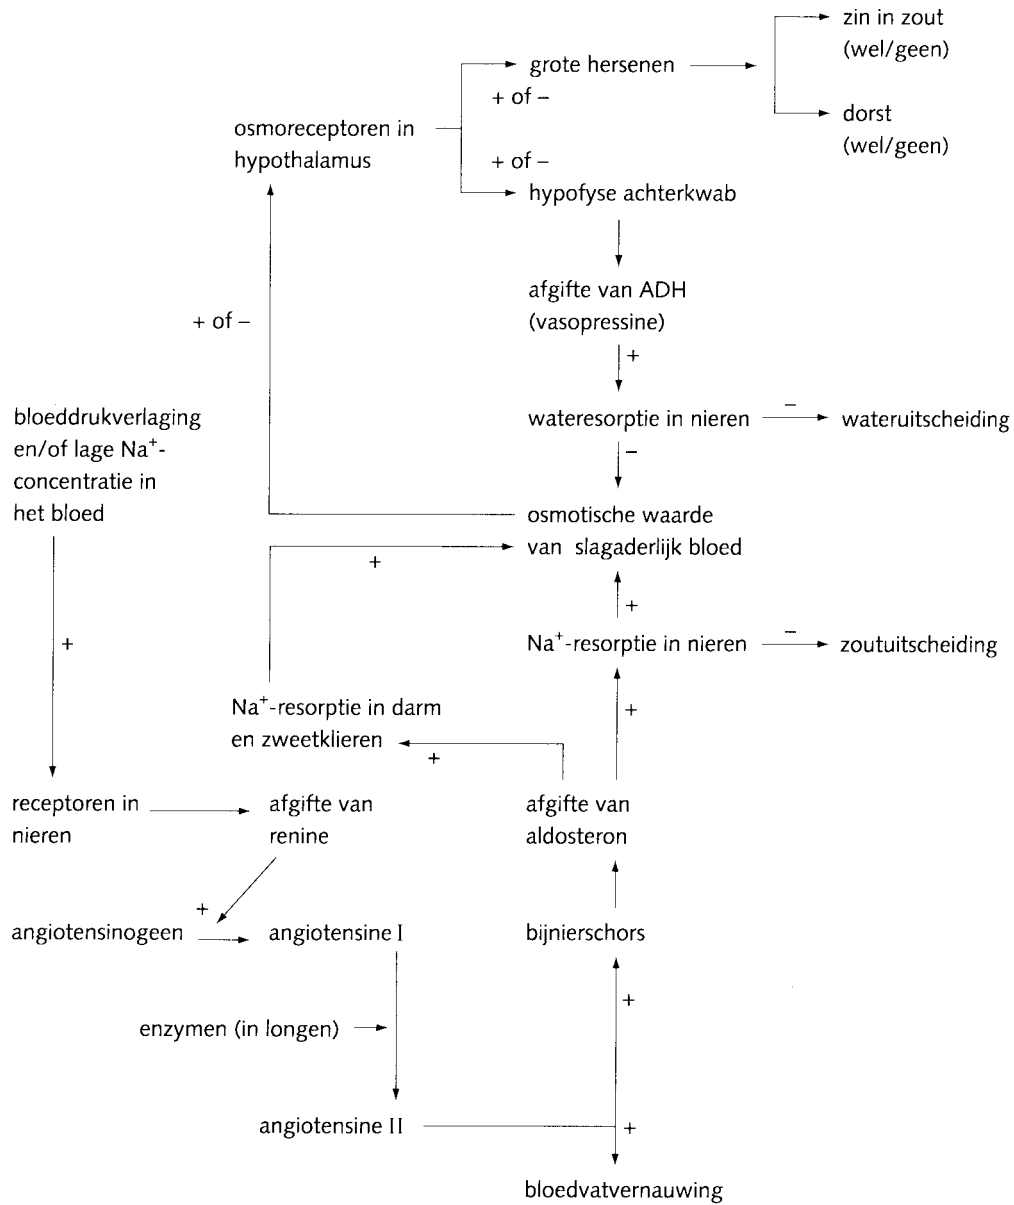 zin in zout
(wel/geen)
grote hersenen
+ of –
dorst
(wel/geen)
osmoreceptoren in
hypothalamus
+ of –
hypofyse achterkwab
afgifte van ADH
(vasopressine)
+ of –
+
bloeddrukverlaging
en/of lage Na⁺-
concentratie in
het bloed
wateresorptie in nieren
–
wateruitscheiding
–
osmotische waarde
van slagaderlijk bloed
+
+
+
Na⁺-resorptie in nieren
–
zoutuitscheiding
Na⁺-resorptie in darm
en zweetklieren
+
+
receptoren in
nieren
afgifte van
renine
afgifte van
aldosteron
+
angiotensinogeen
angiotensine I
bijnierschors
+
enzymen (in longen)
angiotensine II
+
bloedvatvernauwing